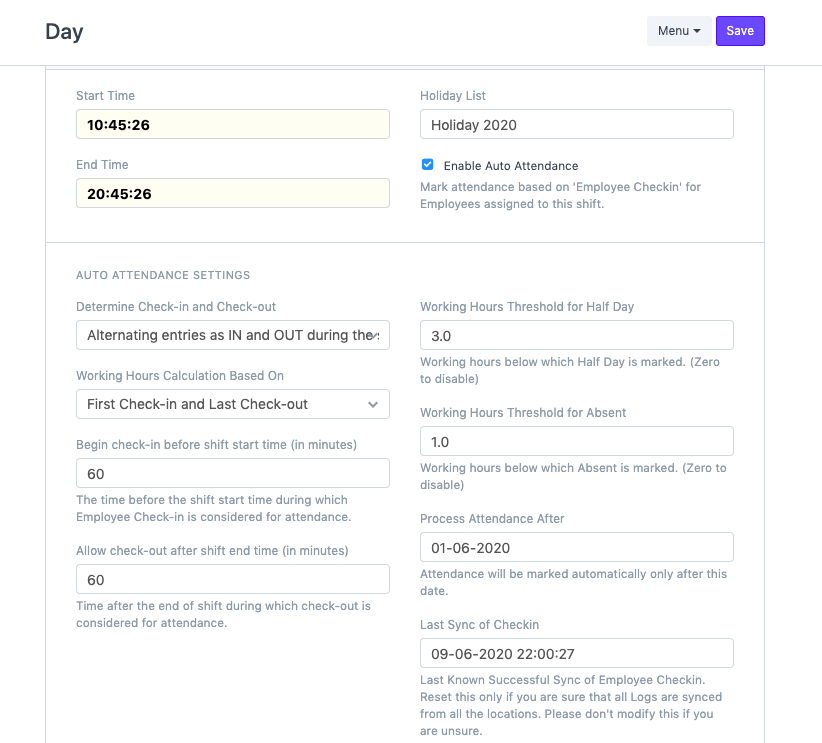 Day
Menu
Save
Start Time
10:45:26
End Time
20:45:26
Holiday List
Holiday 2020
Enable Auto Attendance
Mark attendance based on 'Employee Checkin' for
Employees assigned to this shift.
AUTO ATTENDANCE SETTINGS
Determine Check-in and Check-out
Alternating entries as IN and OUT during the
Working Hours Calculation Based On
First Check-in and Last Check-out
Begin check-in before shift start time (in minutes)
60
The time before the shift start time during which
Employee Check-in is considered for attendance.
Allow check-out after shift end time (in minutes)
60
Time after the end of shift during which check-out is
considered for attendance.
Working Hours Threshold for Half Day
3.0
Working hours below which Half Day is marked. (Zero
to disable)
Working Hours Threshold for Absent
1.0
Working hours below which Absent is marked. (Zero to
disable)
Process Attendance After
01-06-2020
Attendance will be marked automatically only after this
date.
Last Sync of Checkin
09-06-2020 22:00:27
Last Known Successful Sync of Employee Checkin.
Reset this only if you are sure that all Logs are synced
from all the locations. Please don't modify this if you
are unsure.